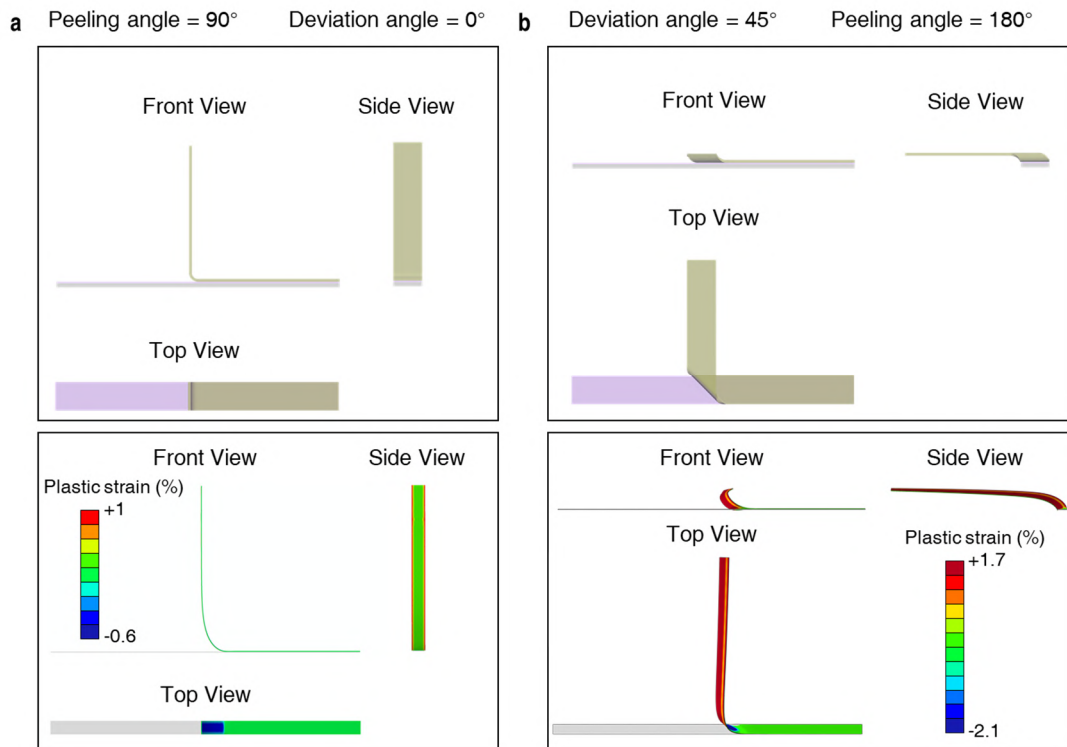 a Peeling angle = 90° Deviation angle = 0°
Front View Side View
Top View
Front View Side View
Plastic strain (%)
+1
-0.6
Top View
b Deviation angle = 45° Peeling angle = 180°
Front View Side View
Top View
Front View Side View
Top View
Plastic strain (%)
+1.7
-2.1